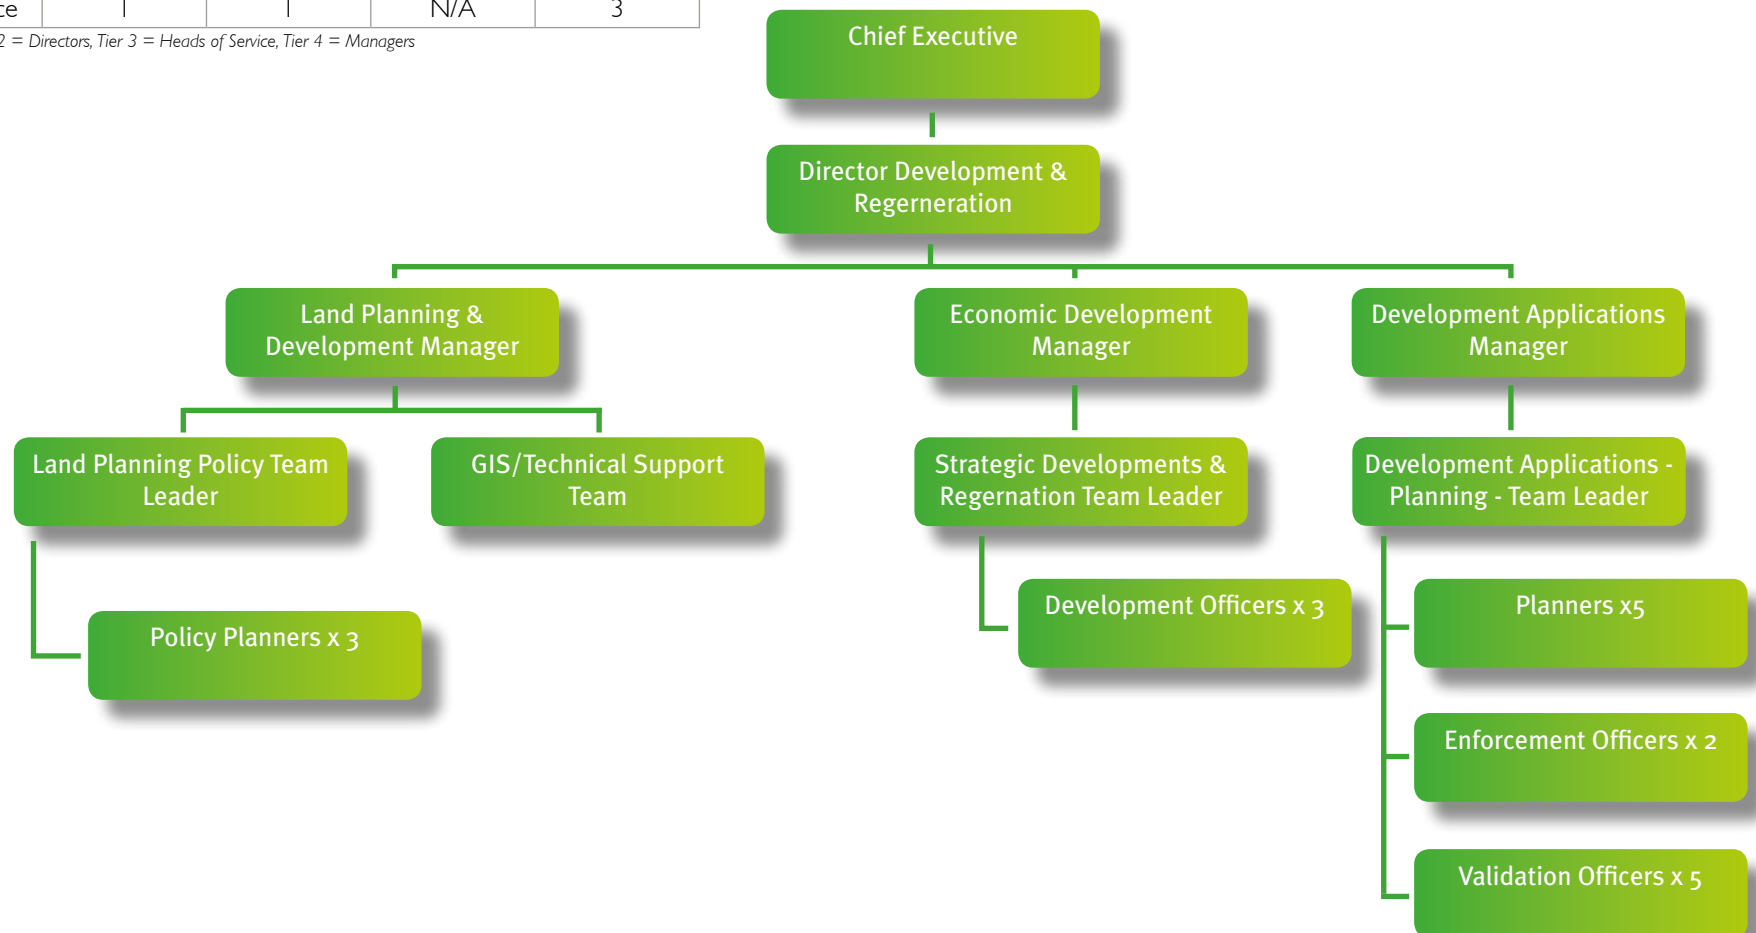 1 1 N/A 3
2 = Directors, Tier 3 = Heads of Service, Tier 4 = Managers
Chief Executive
Director Development &
Regerneration
Land Planning &
Development Manager
Economic Development
Manager
Development Applications
Manager
Land Planning Policy Team
Leader
GIS/Technical Support
Team
Strategic Developments &
Regernation Team Leader
Development Applications -
Planning - Team Leader
Policy Planners x 3
Development Officers x 3
Planners x5
Enforcement Officers x 2
Validation Officers x 5